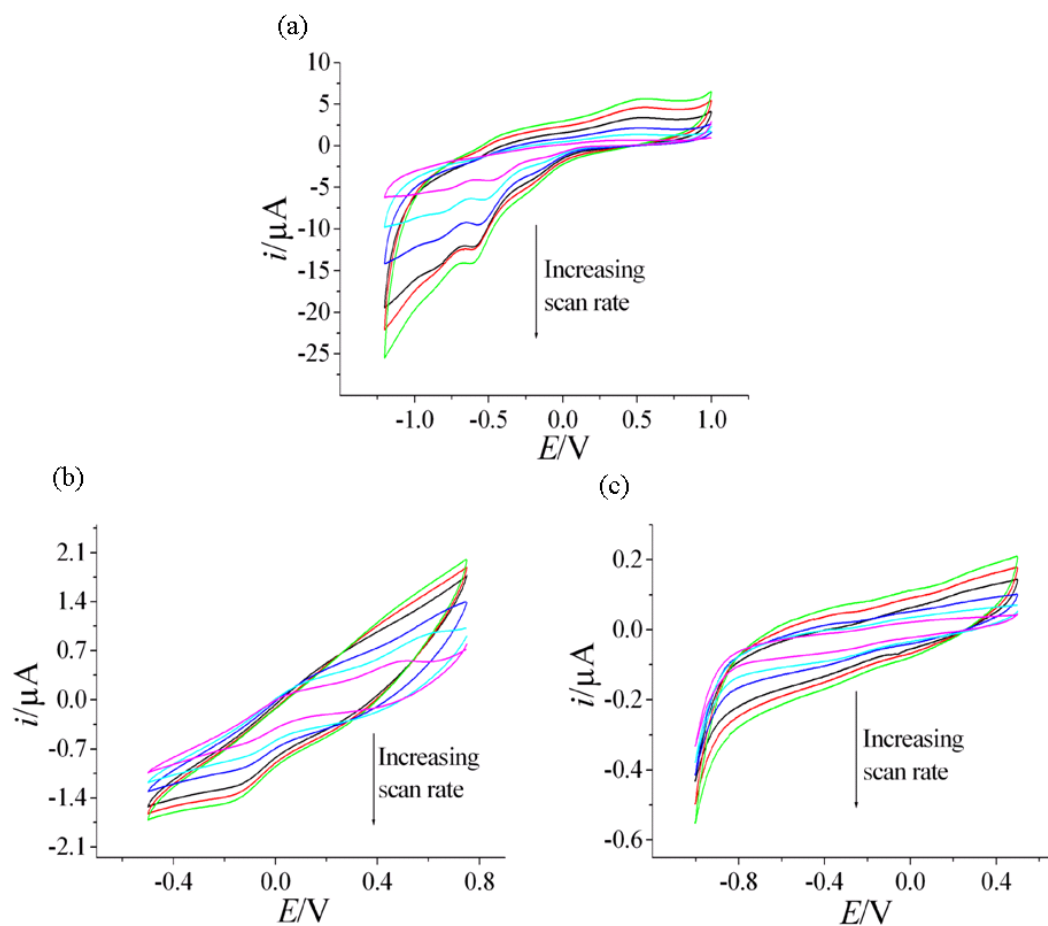 (a)
10
5
0
-5
-10
-15
-20
-25
i/µA
Increasing
scan rate
-1.0 -0.5 0.0 0.5 1.0
E/V
(b)
2.1
1.4
0.7
0.0
-0.7
-1.4
-2.1
i/µA
Increasing
scan rate
-0.4 0.0 0.4 0.8
E/V
(c)
0.2
0.0
-0.2
-0.4
-0.6
i/µA
Increasing
scan rate
-0.8 -0.4 0.0 0.4
E/V